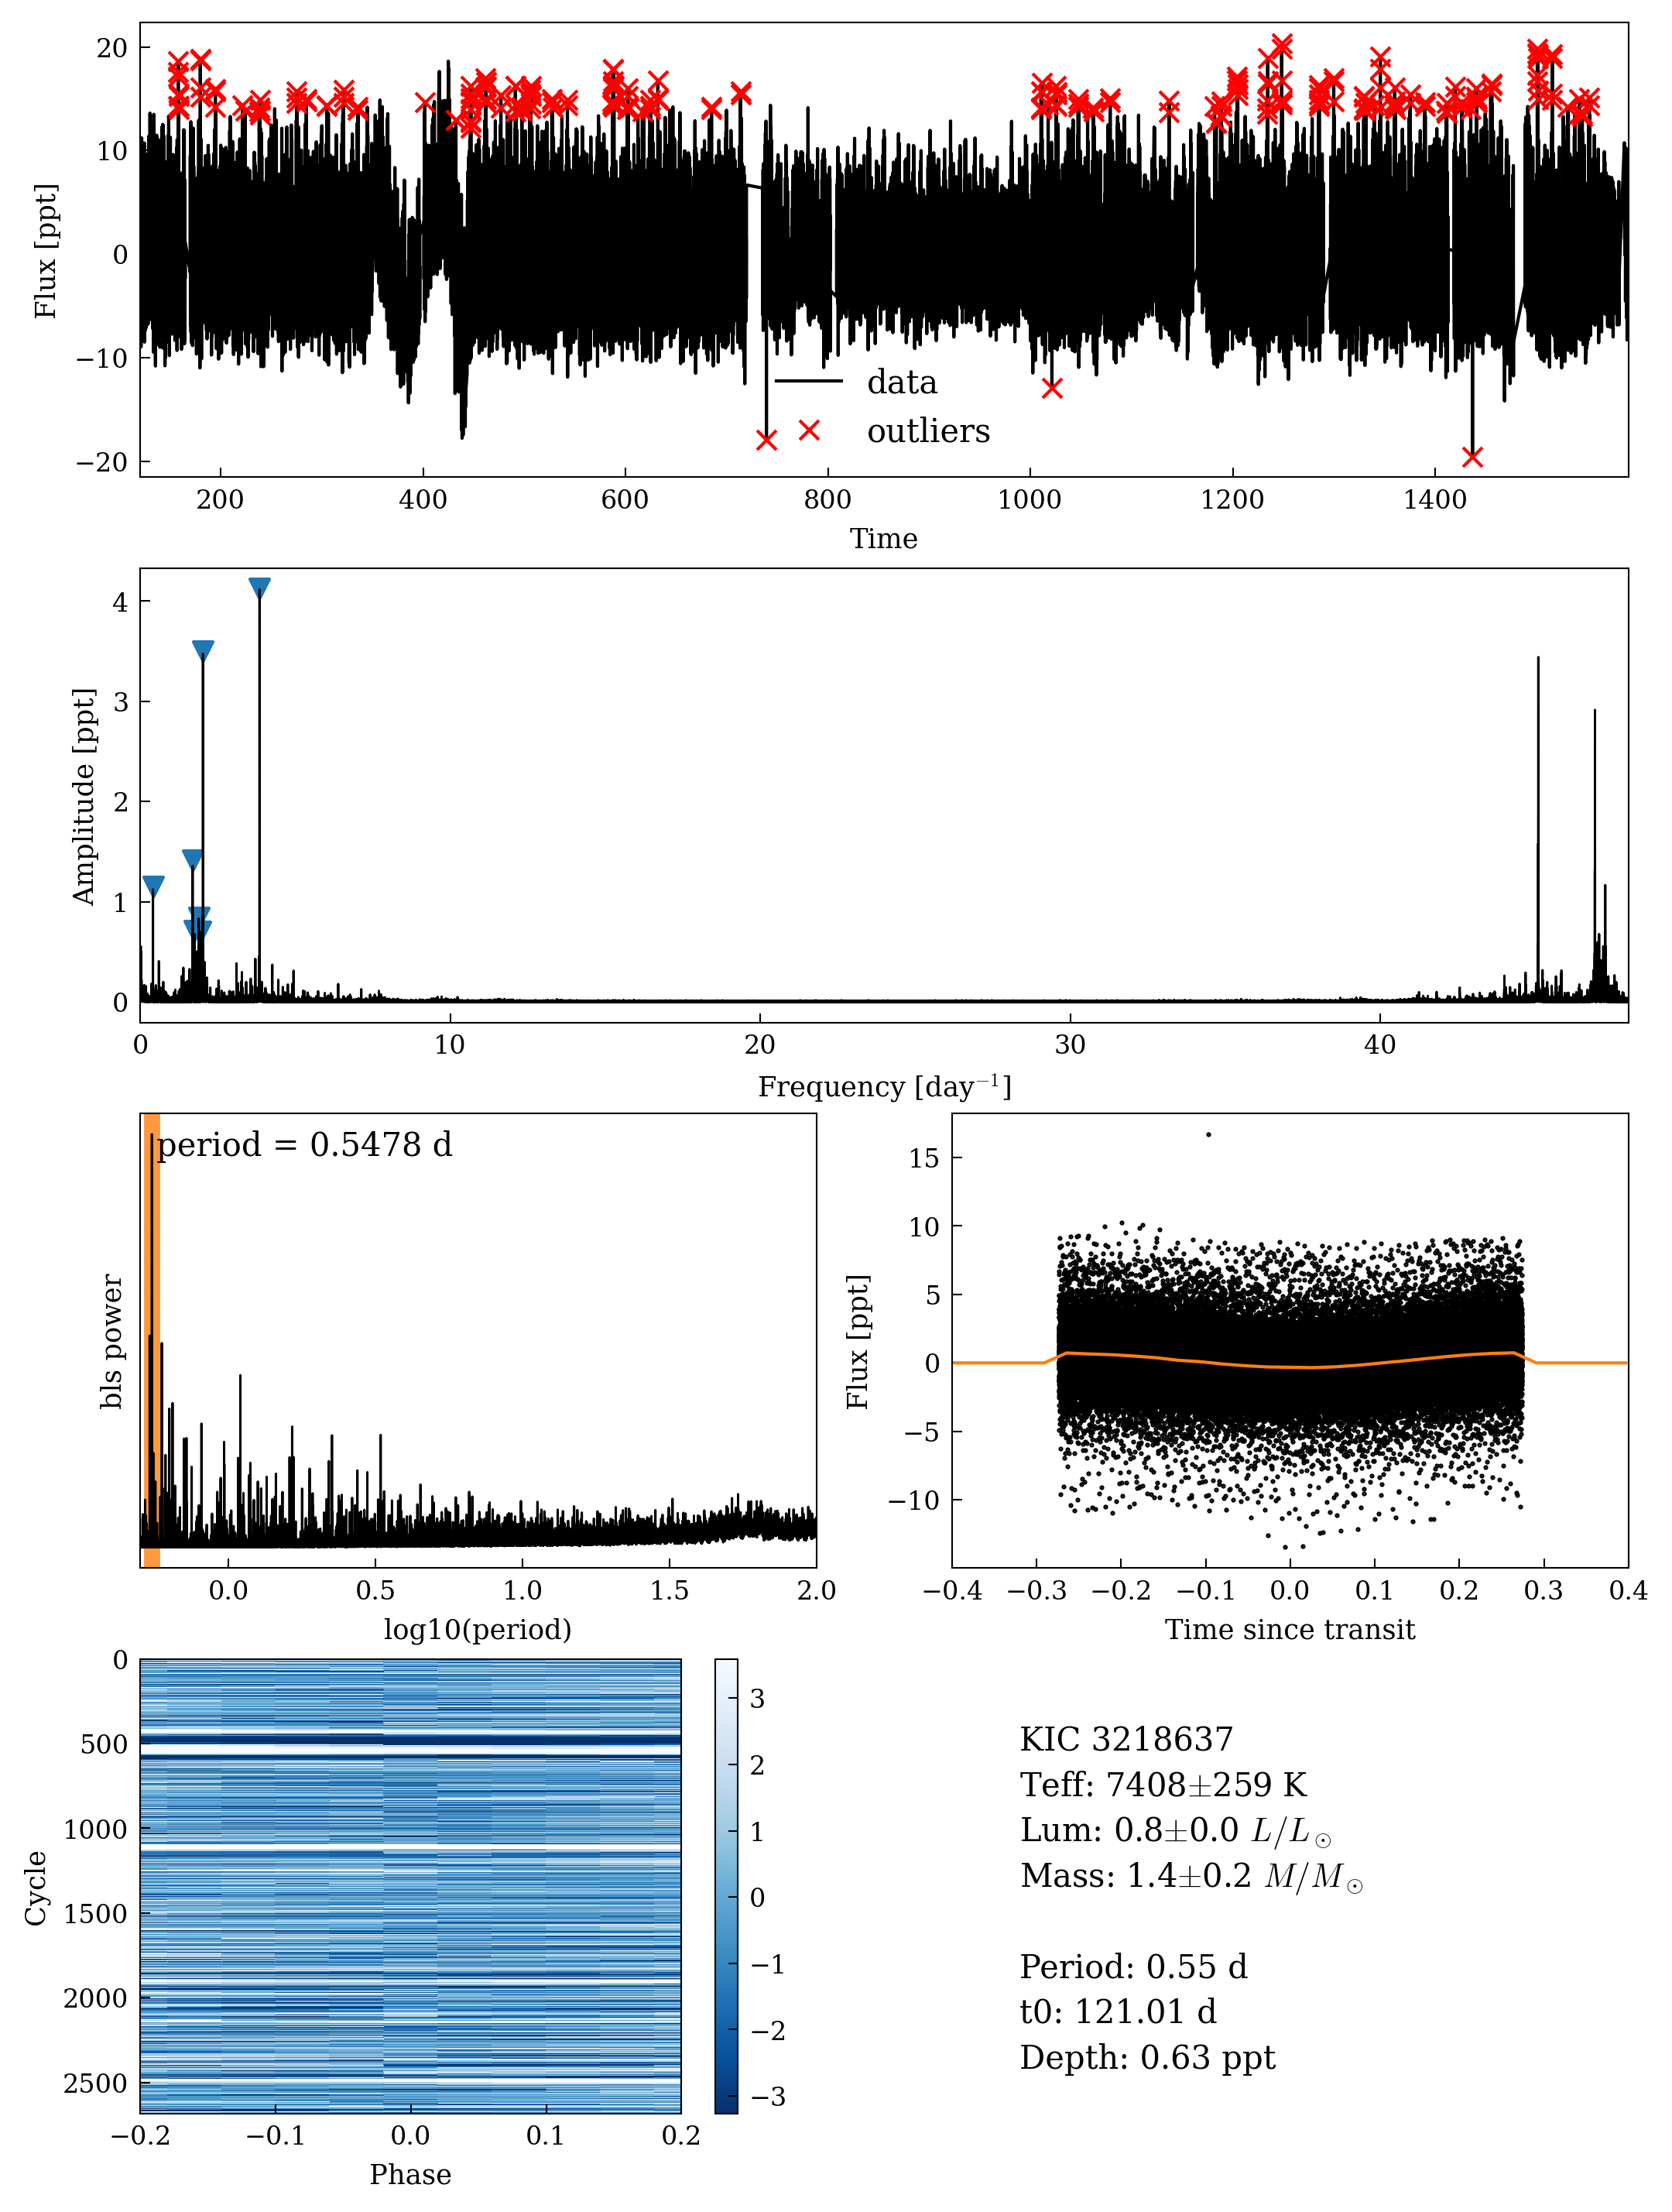 20
10
0
−10
−20
Flux [ppt]
data
outliers
200 400 600 800 1000 1200 1400
Time
4
3
2
1
0
Amplitude [ppt]
0 10 20 30 40
Frequency [day⁻¹]
period = 0.5478 d
bls power
0.0 0.5 1.0 1.5 2.0
log10(period)
15
10
5
0
−5
−10
Flux [ppt]
−0.4 −0.3 −0.2 −0.1 0.0 0.1 0.2 0.3 0.4
Time since transit
0
500
1000
1500
2000
2500
Cycle
−0.2 −0.1 0.0 0.1 0.2
Phase
3
2
1
0
−1
−2
−3
KIC 3218637
Teff: 7408±259 K
Lum: 0.8±0.0 L/L⊙
Mass: 1.4±0.2 M/M⊙
Period: 0.55 d
t0: 121.01 d
Depth: 0.63 ppt